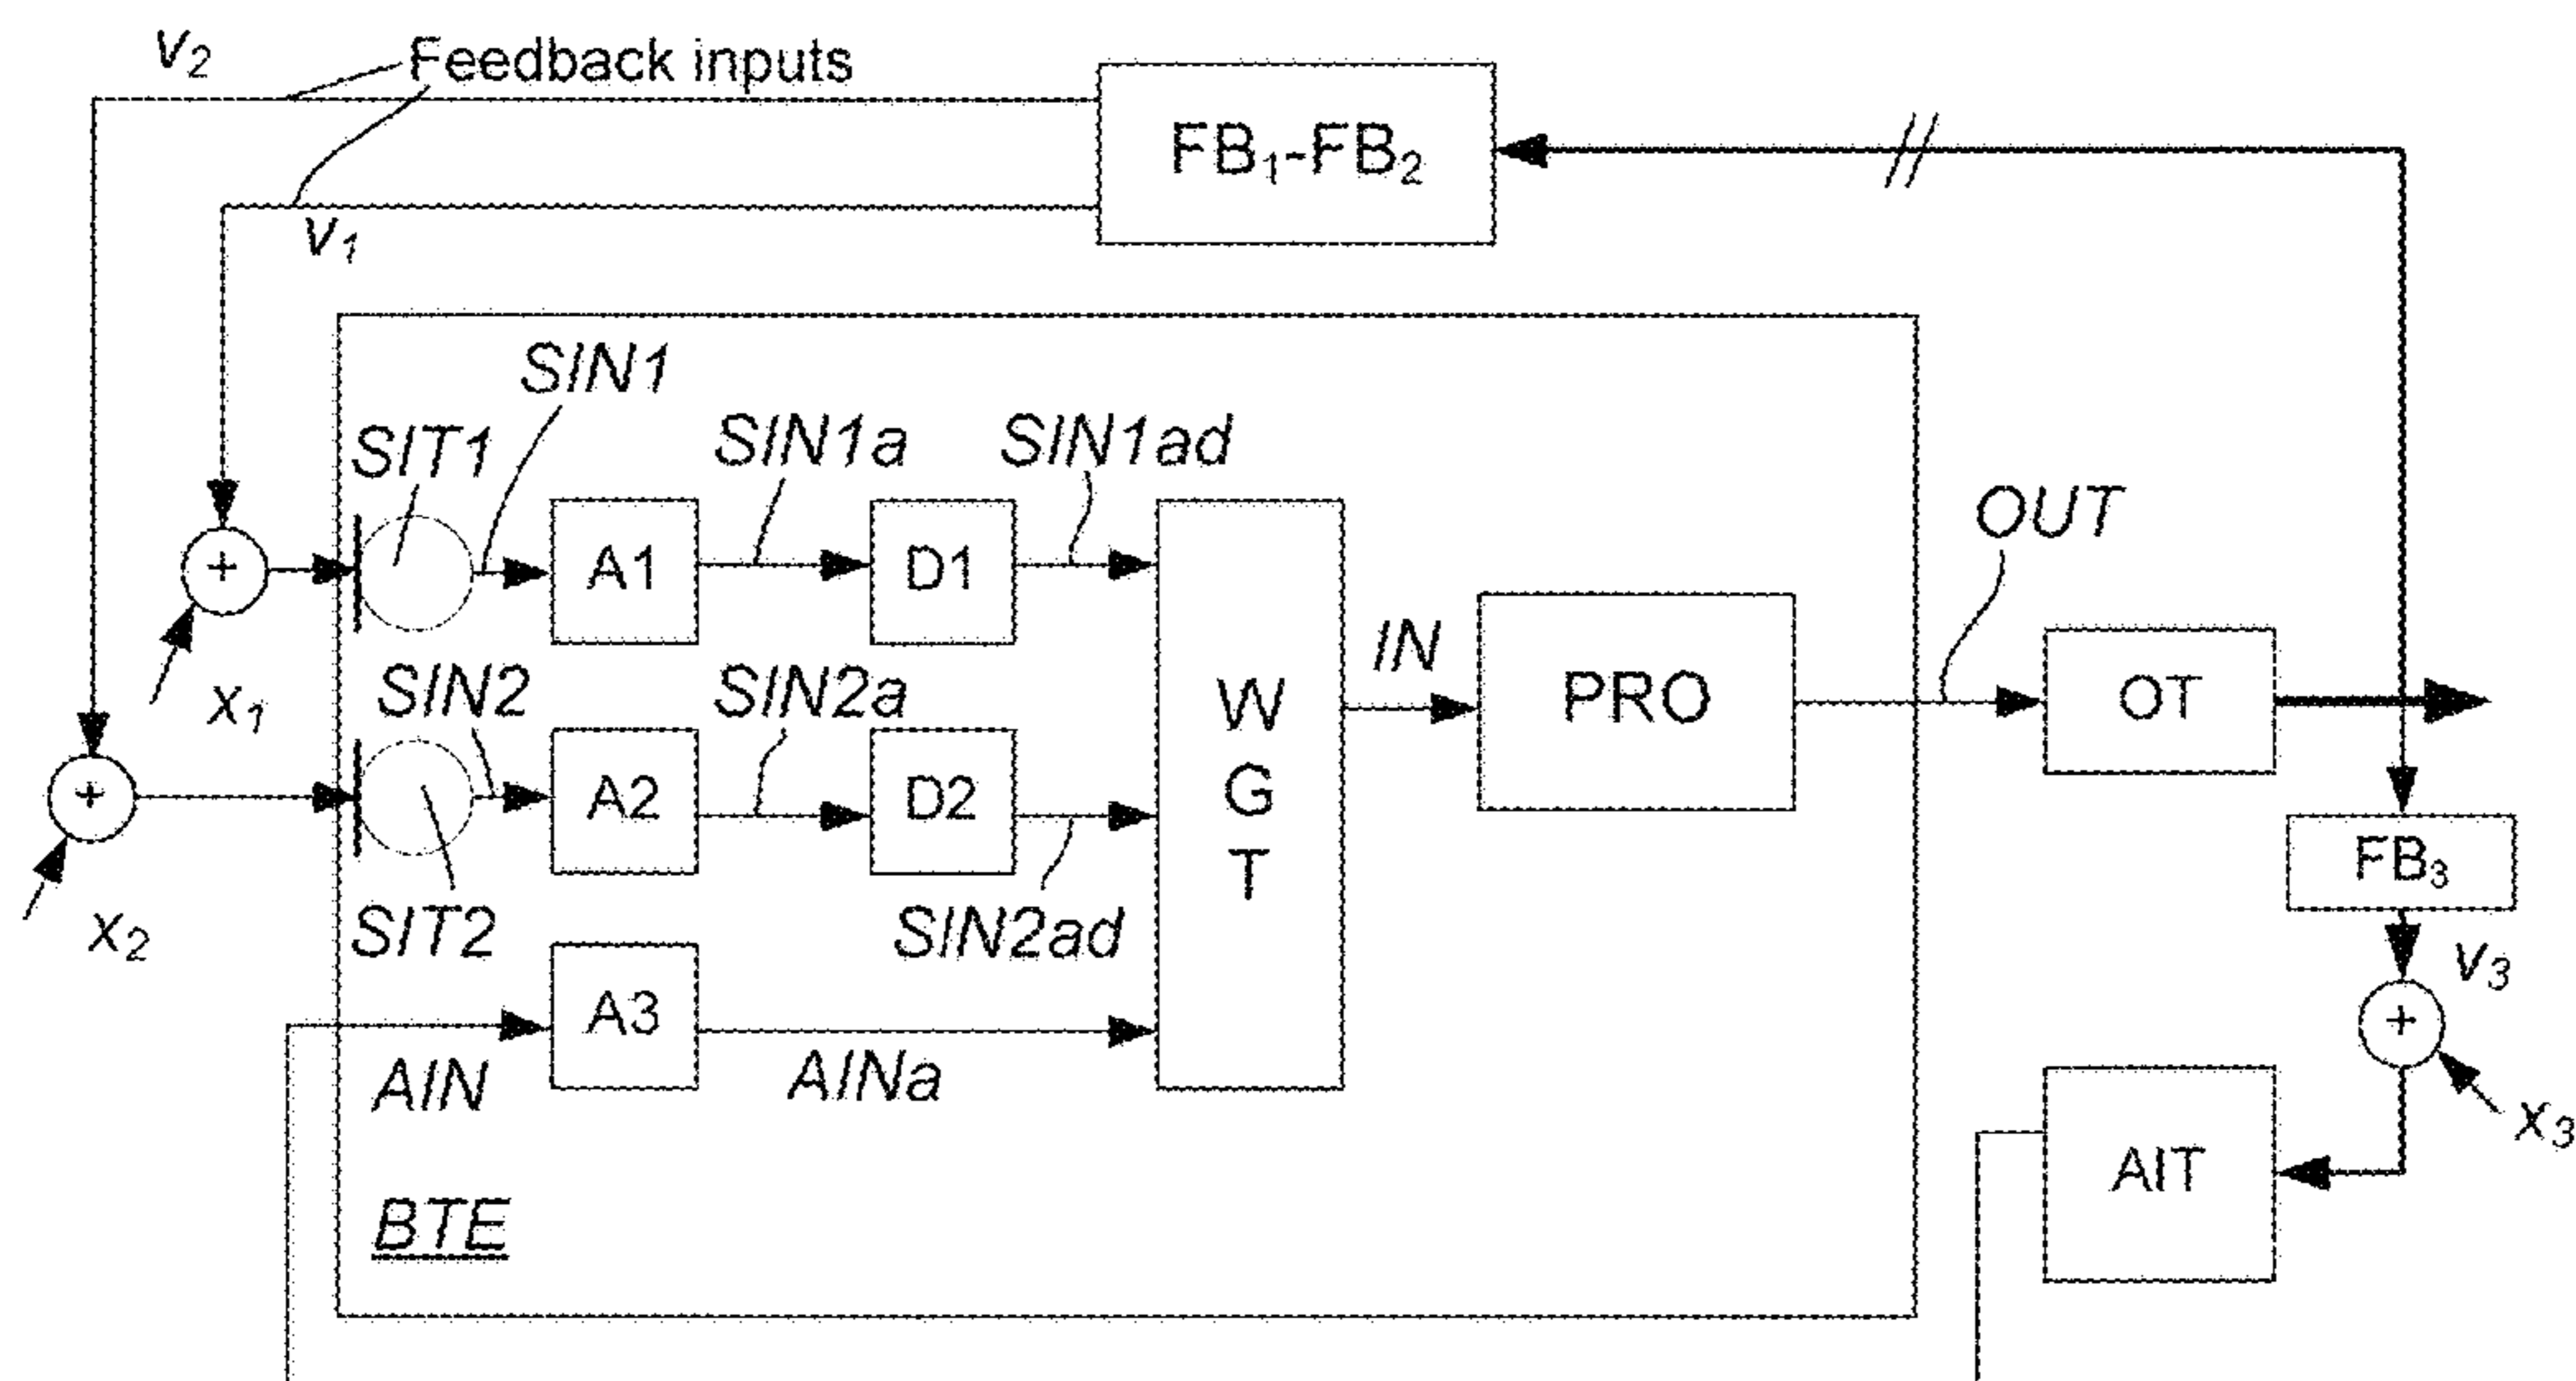 v2
Feedback inputs
FB1-FB2
//
v1
SIN1
SIT1
SIN1a
SIN1ad
OUT
+
A1
D1
x1
SIN2
SIN2a
IN
W
G
T
PRO
OT
+
A2
D2
FB3
x2
SIT2
SIN2ad
v3
A3
+
AIN
AINa
x3
AIT
BTE